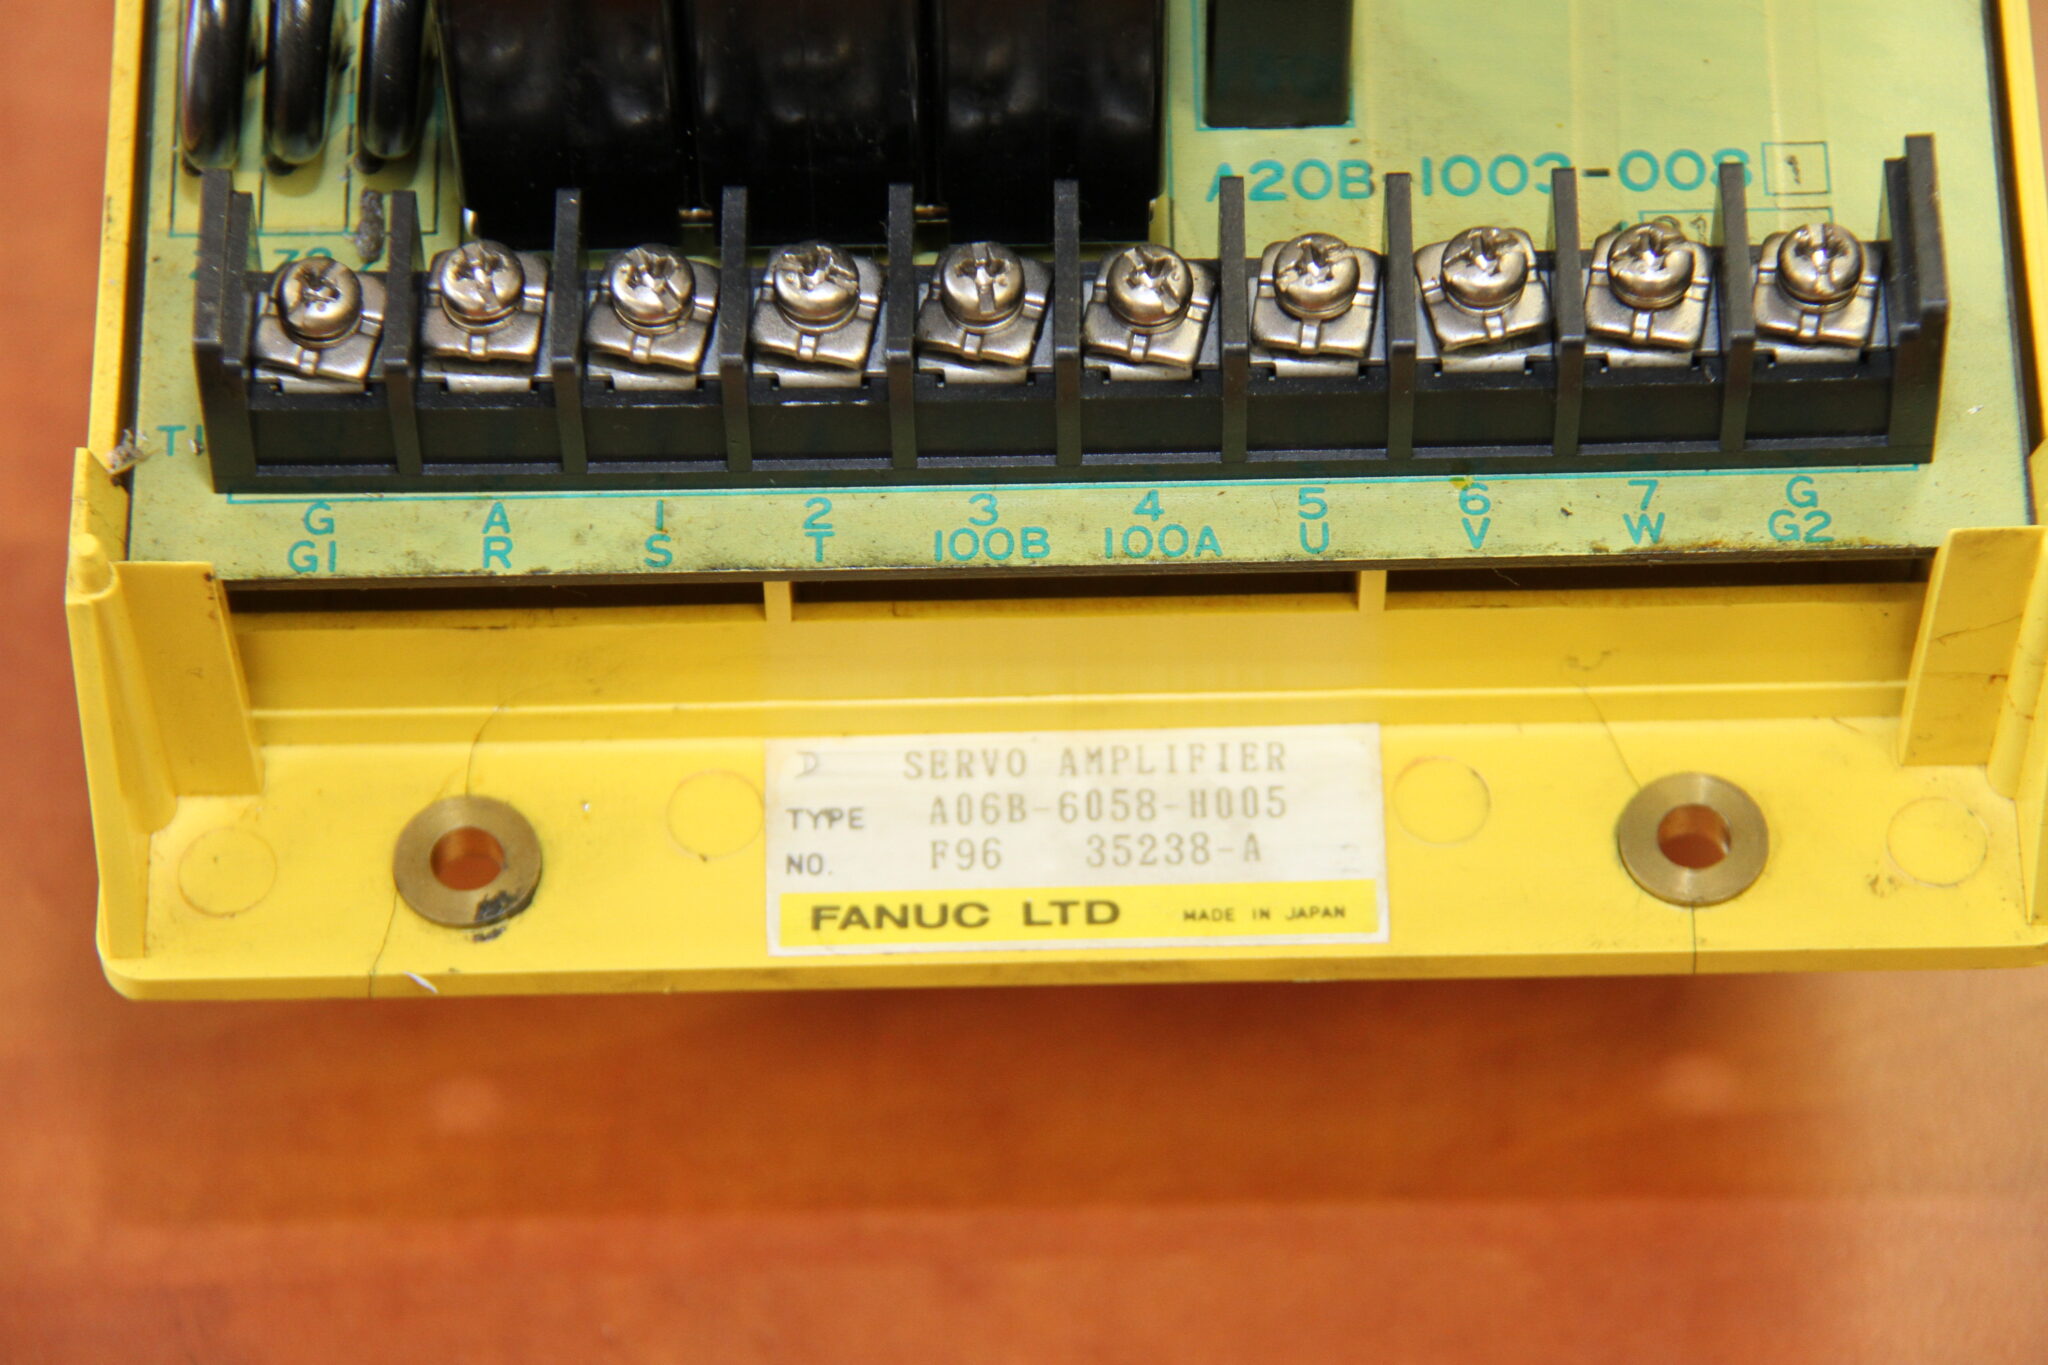 A20B-1003-008 1
G A 1 2 3 4 5 6 7 G
G1 R S T 100B 100A U V W G2
D SERVO AMPLIFIER
TYPE A06B-6058-H005
NO. F96 35238-A
FANUC LTD MADE IN JAPAN